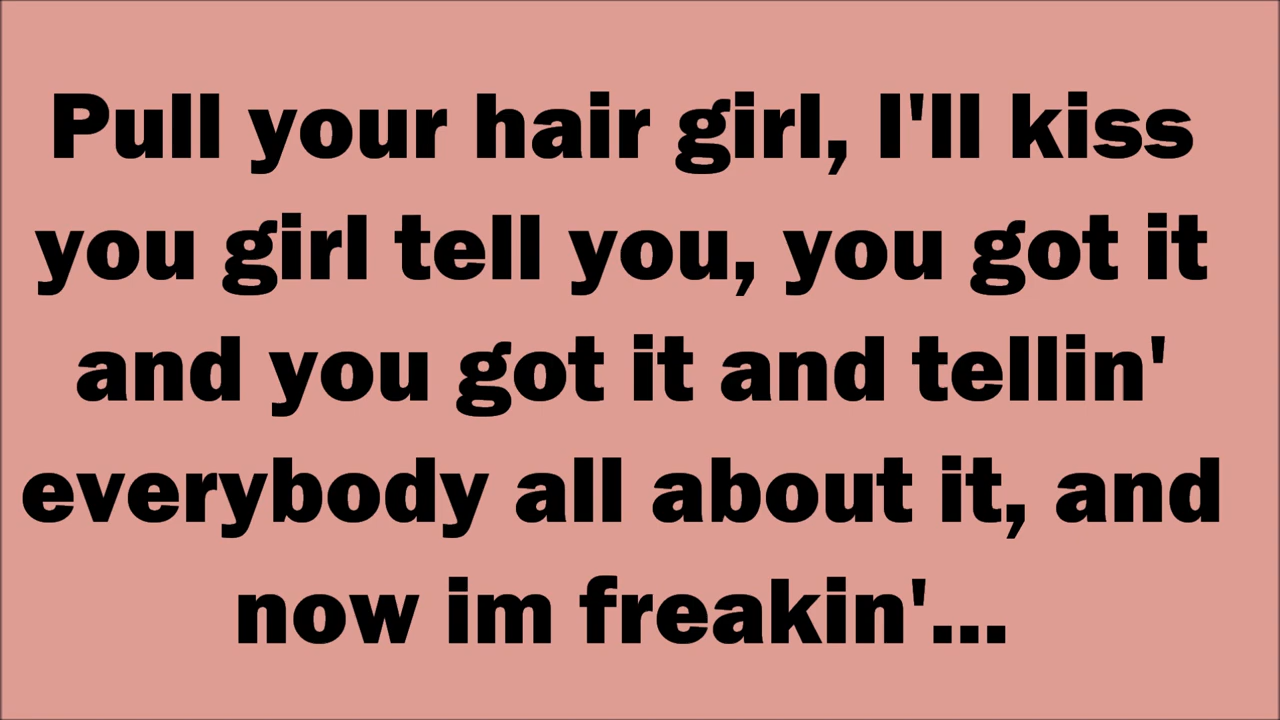 Pull your hair girl, I'll kiss
you girl tell you, you got it
and you got it and tellin'
everybody all about it, and
now im freakin'...